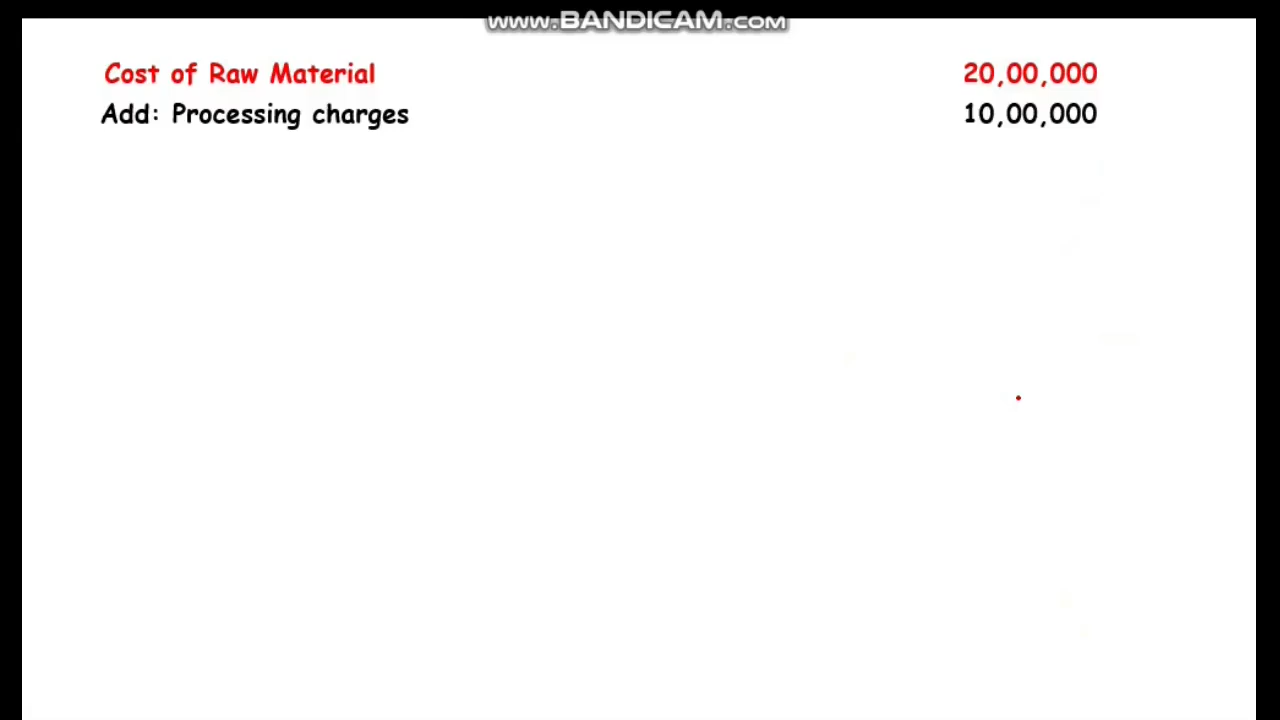 www.BANDICAM.com
Cost of Raw Material 20,00,000
Add: Processing charges 10,00,000